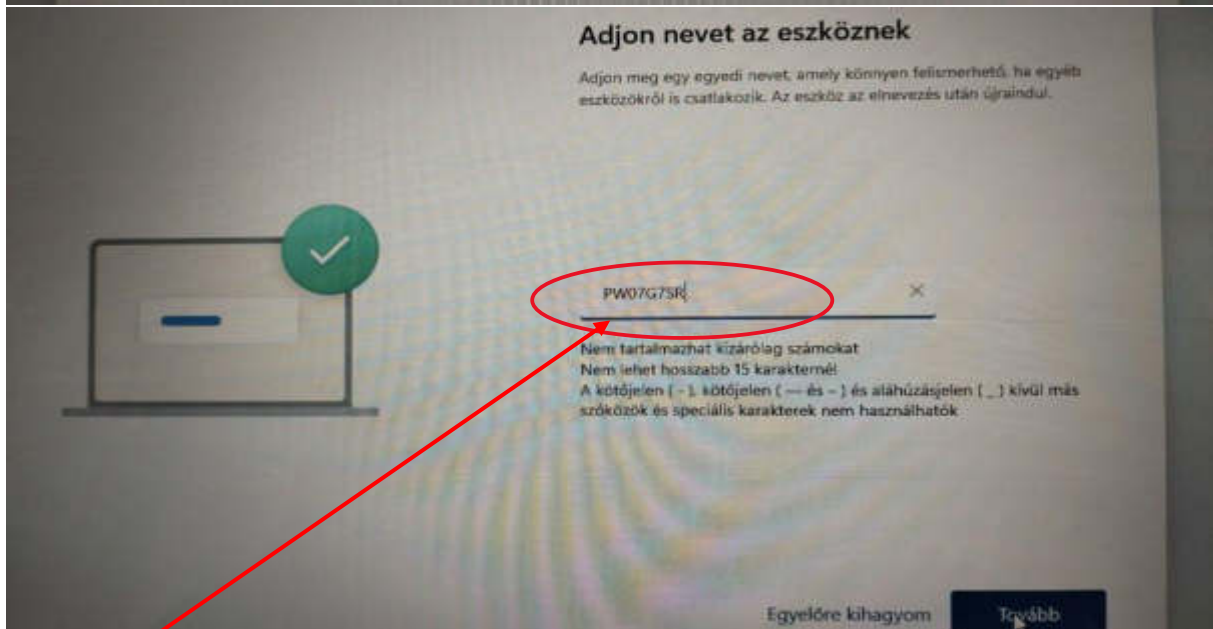 Adjon nevet az eszköznek
Adjon meg egy egyedi nevet, amely könnyen felismerhető, ha egyéb
eszközökről is csatlakozik. Az eszköz az elnevezés után újraindul.
PW07G7SR
Nem tartalmazhat kizárólag számokat
Nem lehet hosszabb 15 karakternél
A kötőjelen ( - ), kötőjelen ( — és – ) és aláhúzásjelen ( _ ) kívül más
szóközök és speciális karakterek nem használhatók
Egyelőre kihagyom
Tovább